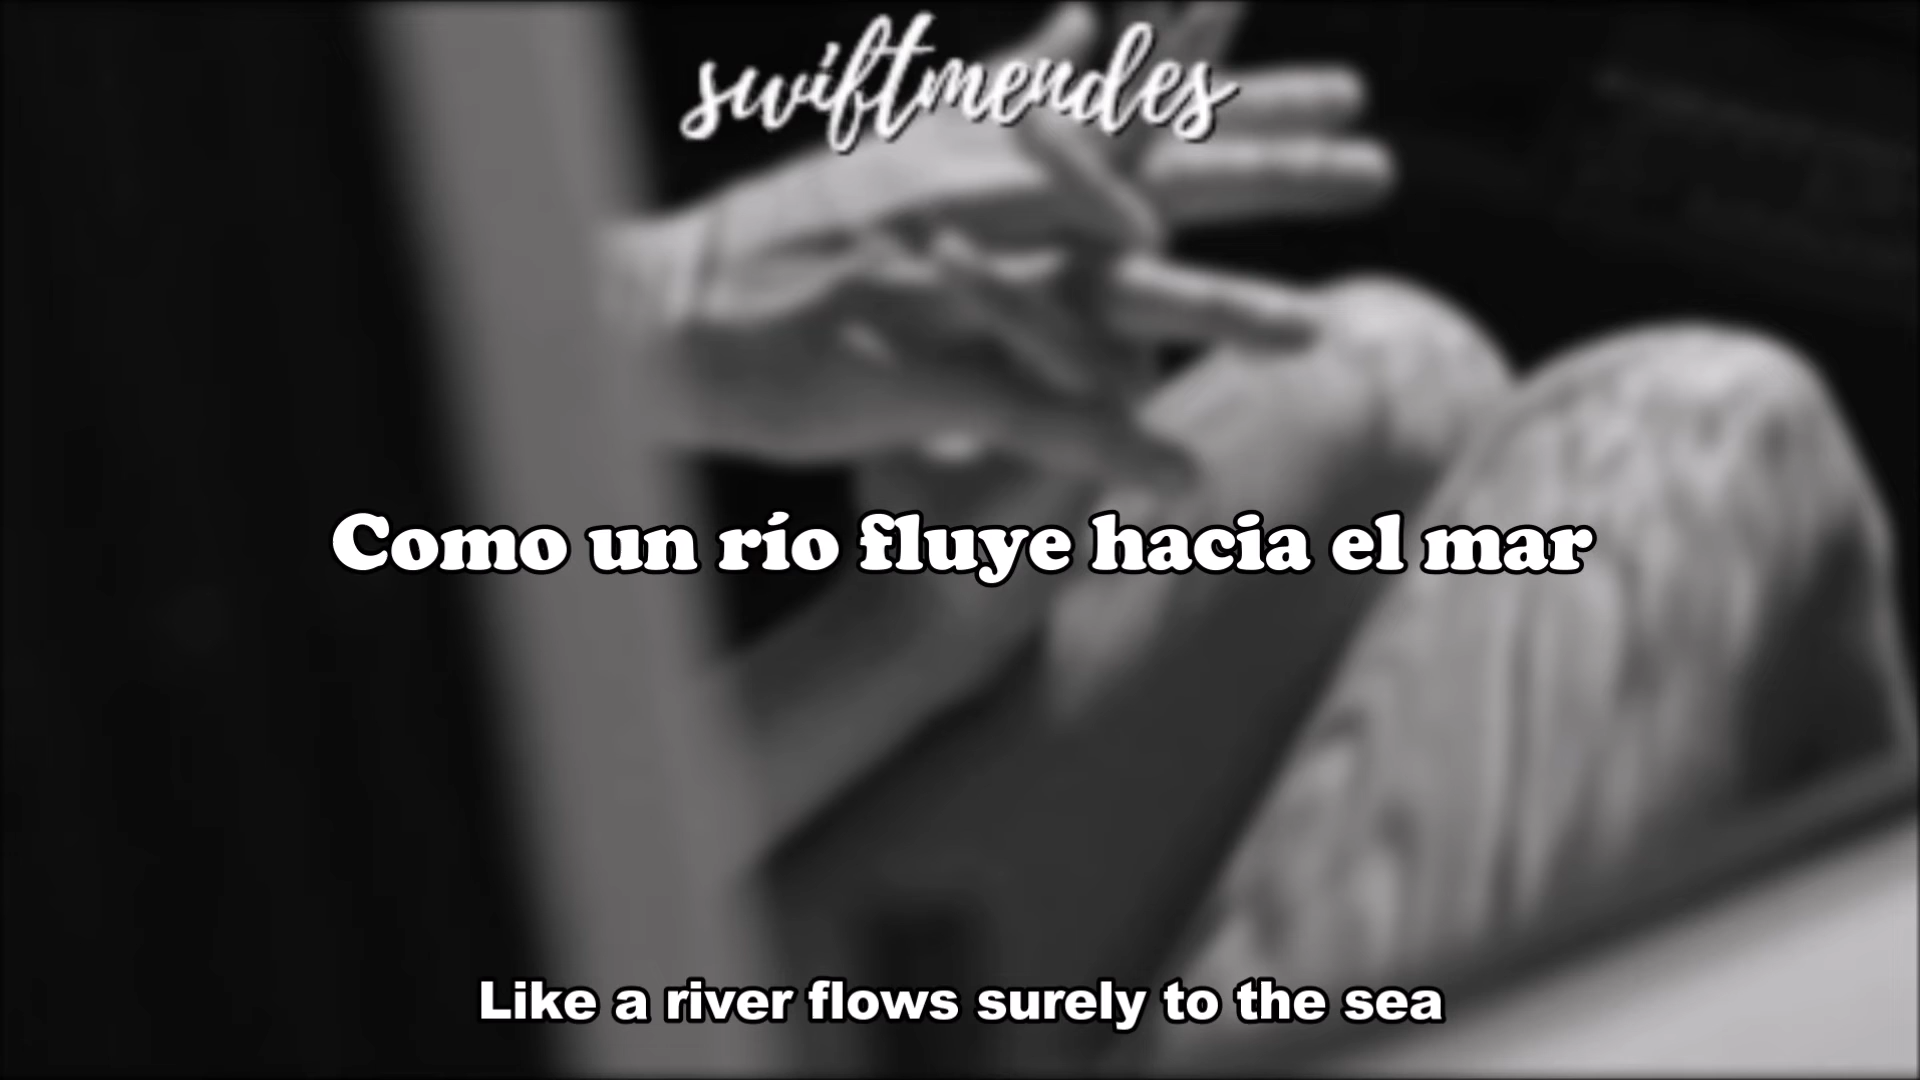 swiftmendes
Como un río fluye hacia el mar
Like a river flows surely to the sea